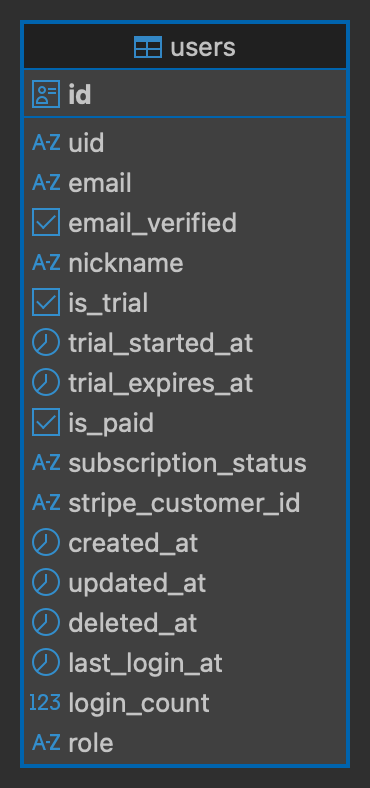 users
id
A-Z uid
A-Z email
email_verified
A-Z nickname
is_trial
trial_started_at
trial_expires_at
is_paid
A-Z subscription_status
A-Z stripe_customer_id
created_at
updated_at
deleted_at
last_login_at
123 login_count
A-Z role